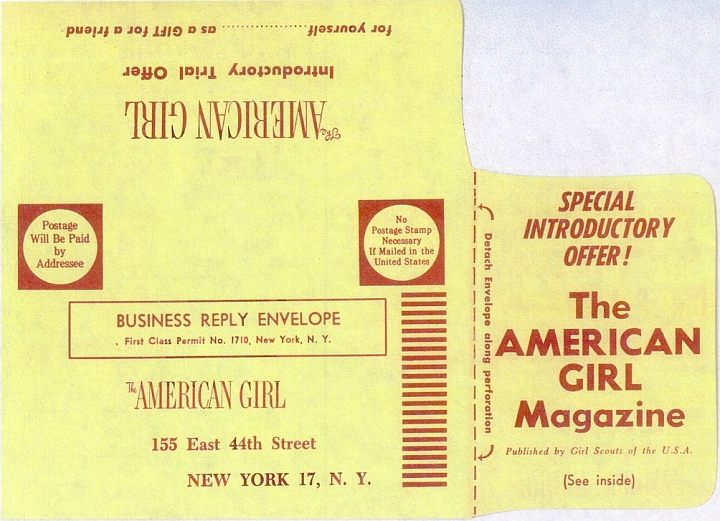 for yourself .................. as a GIFT for a friend
Introductory Trial Offer
The AMERICAN GIRL
Postage
Will Be Paid
by
Addressee
No
Postage Stamp
Necessary
If Mailed in the
United States
BUSINESS REPLY ENVELOPE
First Class Permit No. 1710, New York, N. Y.
The AMERICAN GIRL
155 East 44th Street
NEW YORK 17, N. Y.
Detach Envelope along perforation
SPECIAL
INTRODUCTORY
OFFER!
The
AMERICAN
GIRL
Magazine
Published by Girl Scouts of the U.S.A.
(See inside)